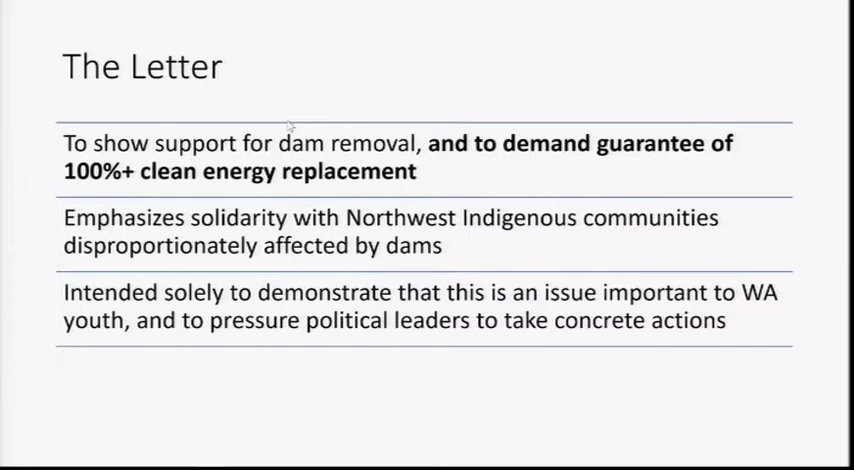 The Letter
To show support for dam removal, and to demand guarantee of
100%+ clean energy replacement
Emphasizes solidarity with Northwest Indigenous communities
disproportionately affected by dams
Intended solely to demonstrate that this is an issue important to WA
youth, and to pressure political leaders to take concrete actions